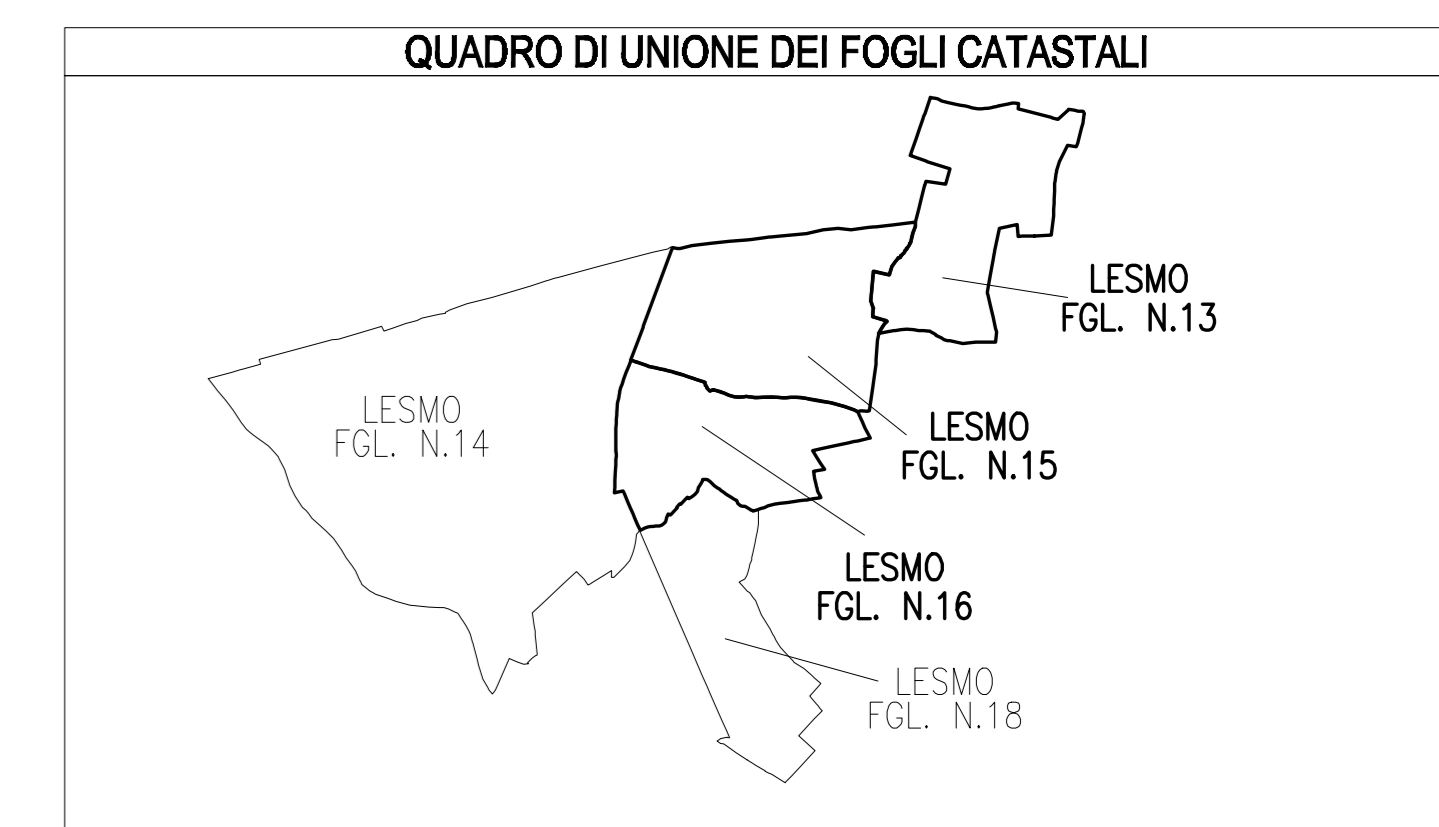 QUADRO DI UNIONE DEI FOGLI CATASTALI
LESMO
FGL. N.13
LESMO
FGL. N.14
LESMO
FGL. N.15
LESMO
FGL. N.16
LESMO
FGL. N.18